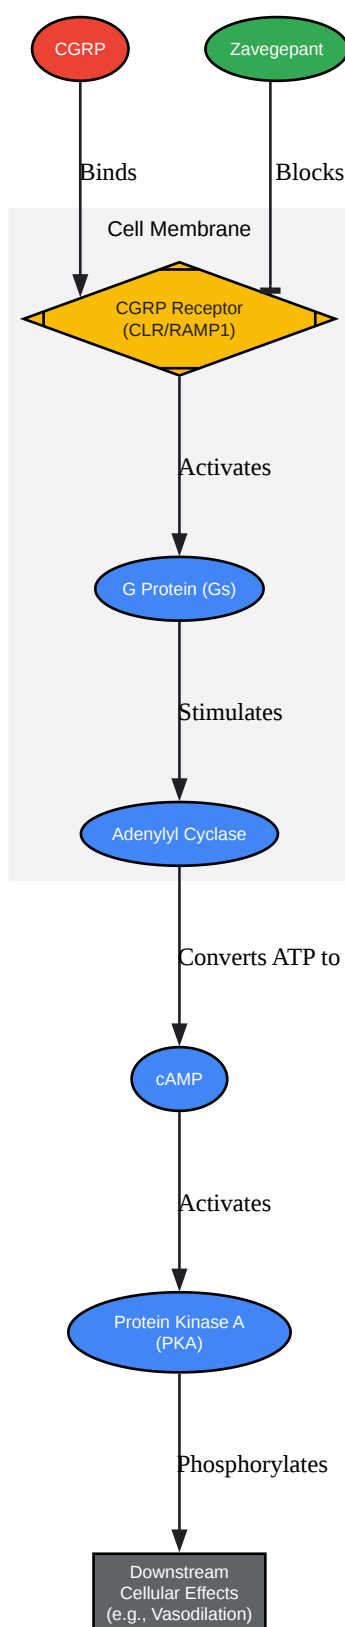 CGRP
Zavegepant
Binds
Blocks
Cell Membrane
CGRP Receptor
(CLR/RAMP1)
Activates
G Protein (Gs)
Stimulates
Adenylyl Cyclase
Converts ATP to
cAMP
Activates
Protein Kinase A
(PKA)
Phosphorylates
Downstream
Cellular Effects
(e.g., Vasodilation)